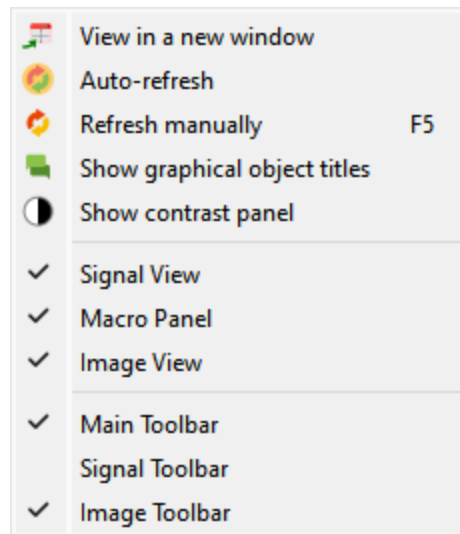 View in a new window
Auto-refresh
Refresh manually F5
Show graphical object titles
Show contrast panel
Signal View
Macro Panel
Image View
Main Toolbar
Signal Toolbar
Image Toolbar